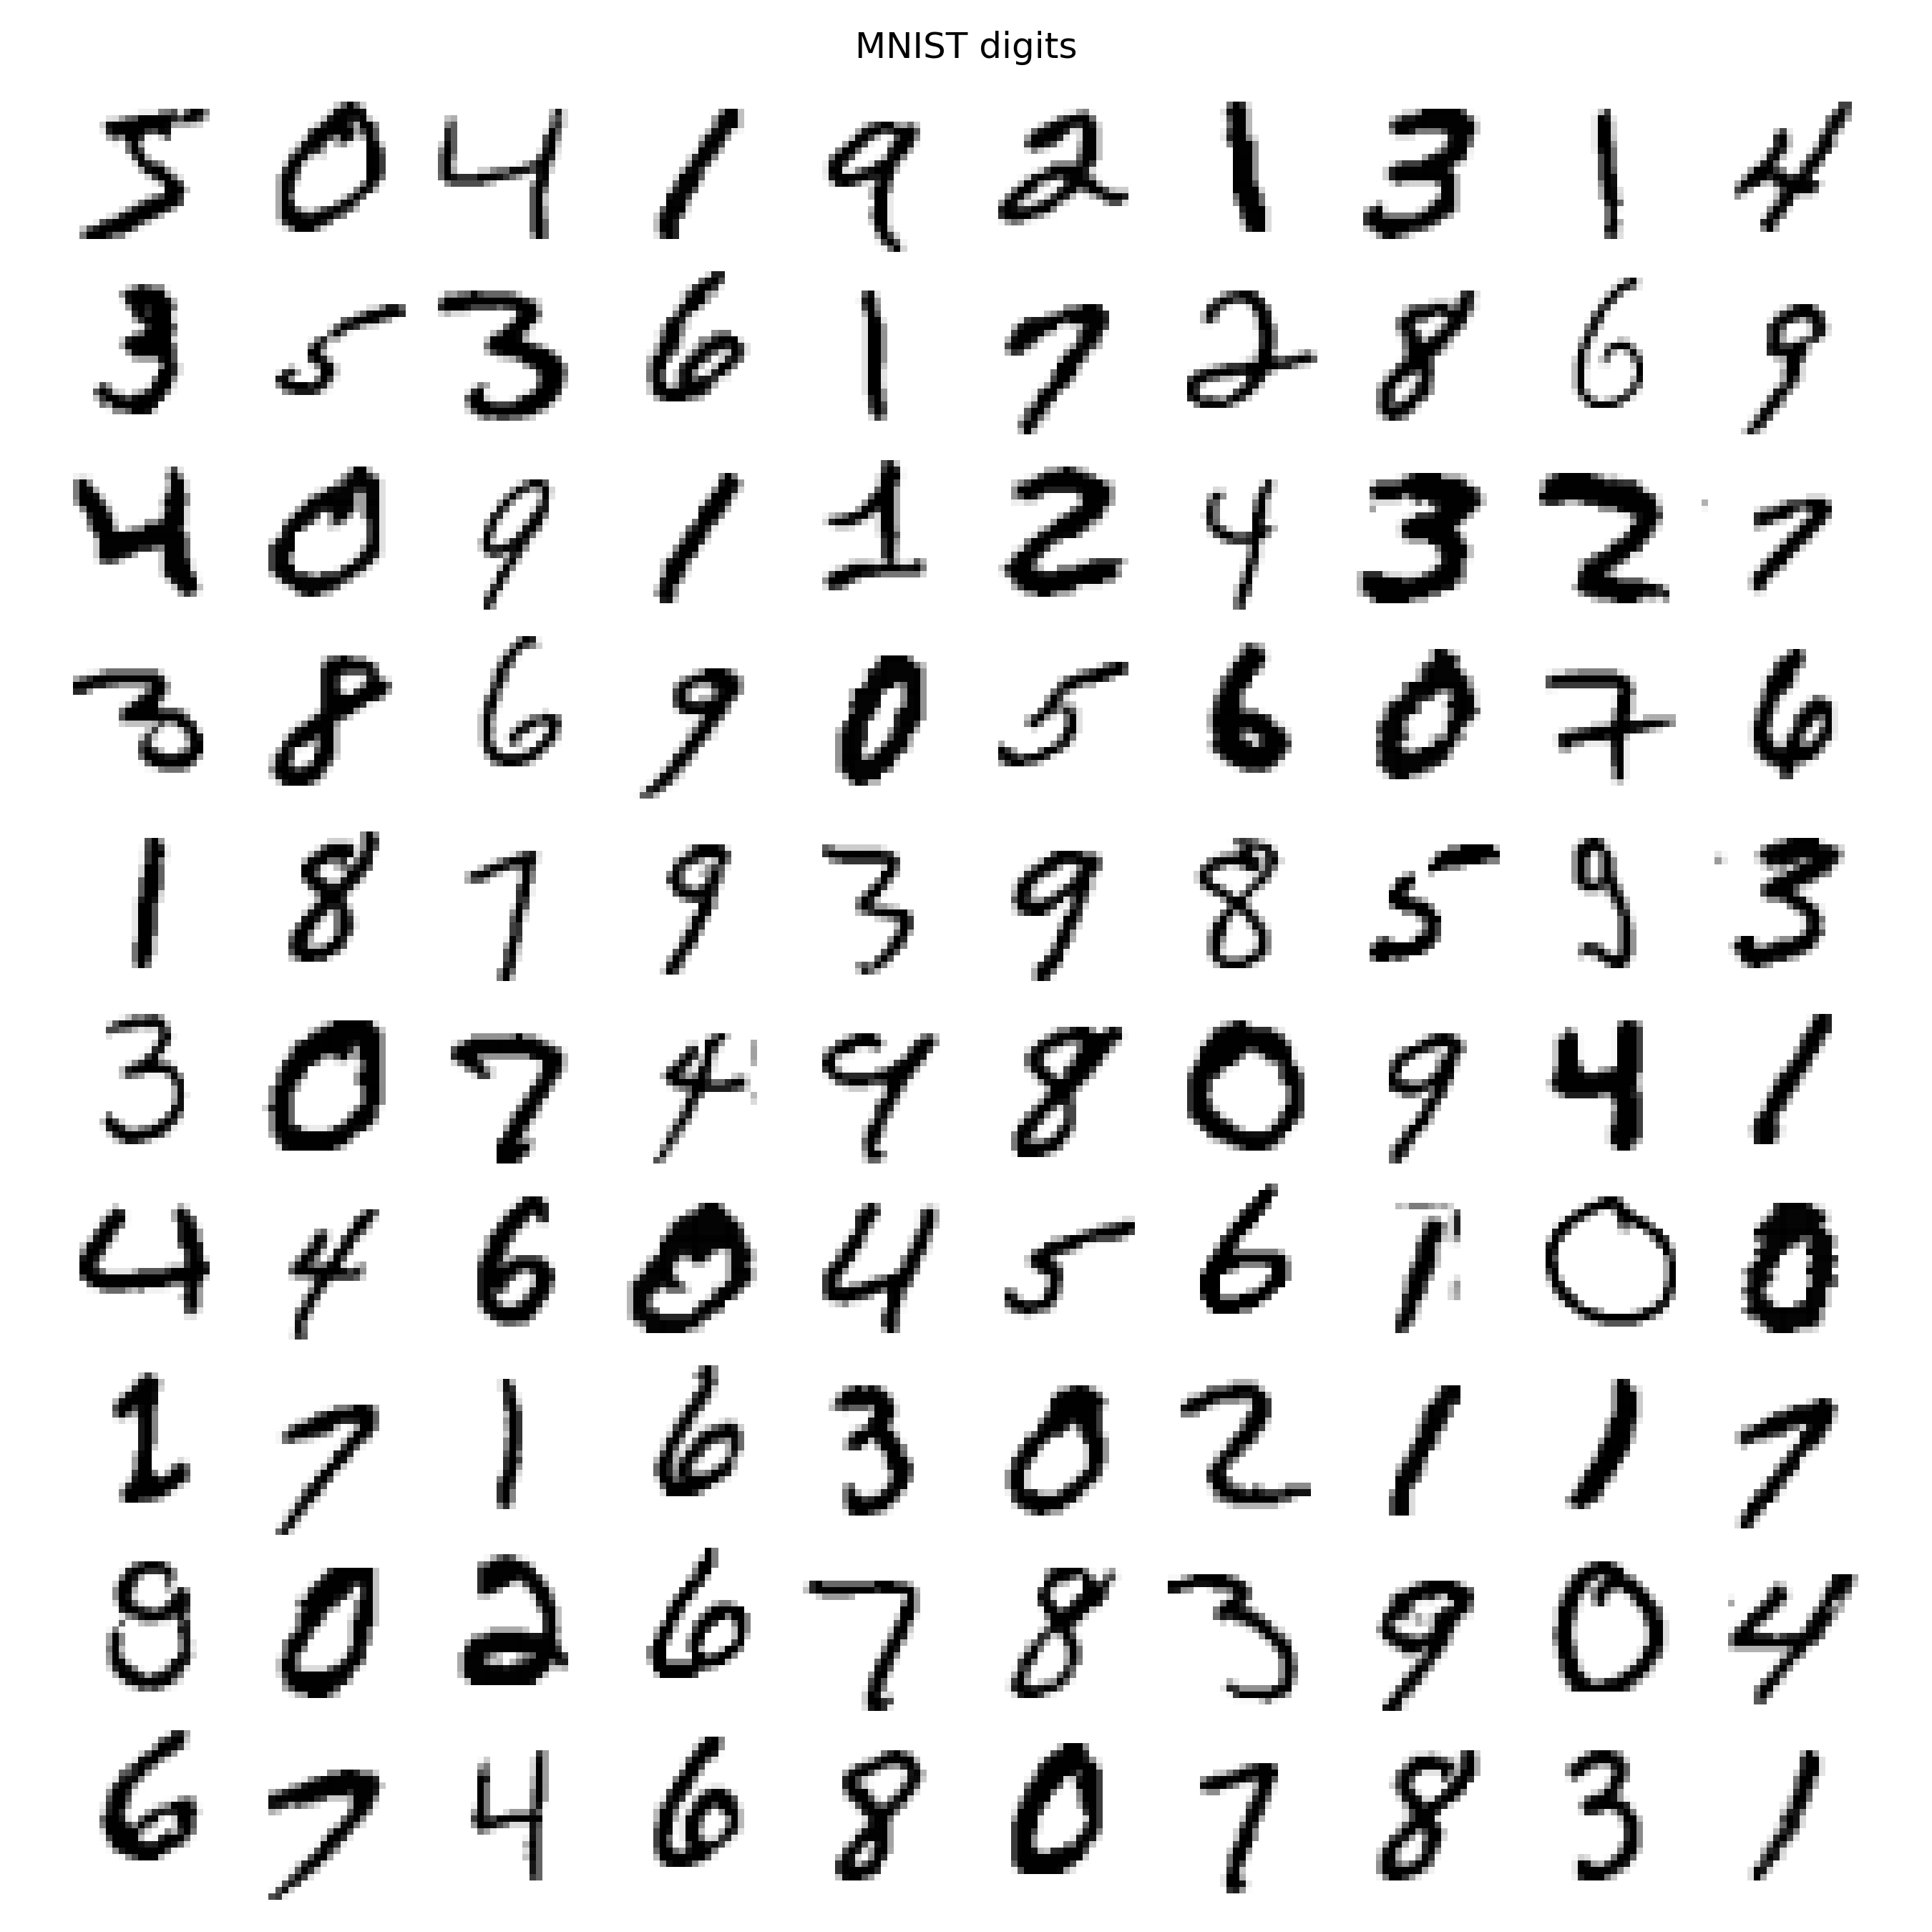 MNIST digits
5 0 4 1 9 2 1 3 1 4
3 5 3 6 1 7 2 8 6 9
4 0 9 1 1 2 4 3 2 7
3 8 6 9 0 5 6 0 7 6
1 8 7 9 3 9 8 5 9 3
3 0 7 4 9 8 0 9 4 1
4 4 6 0 4 5 6 1 0 0
1 7 1 6 3 0 2 1 1 7
8 0 2 6 7 8 3 9 0 4
6 7 4 6 8 0 7 8 3 1